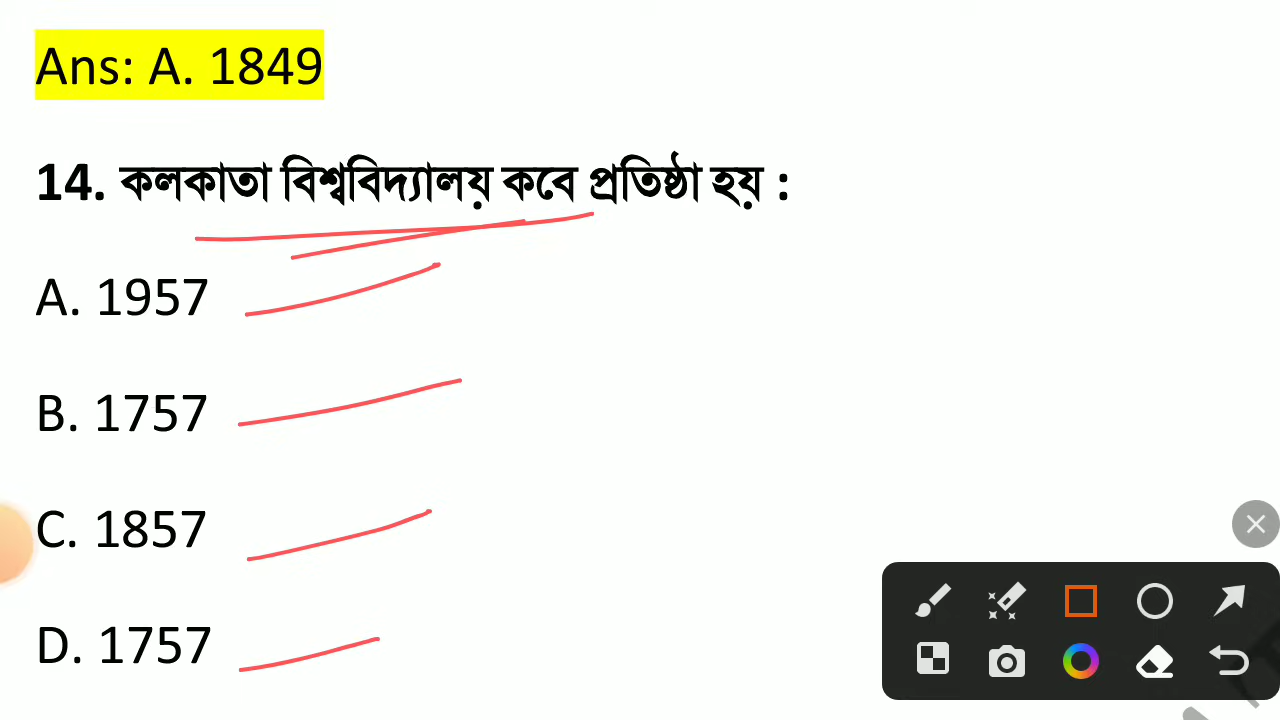 Ans: A. 1849
14. কলকাতা বিশ্ববিদ্যালয় কবে প্রতিষ্ঠা হয় :
A. 1957
B. 1757
C. 1857
D. 1757